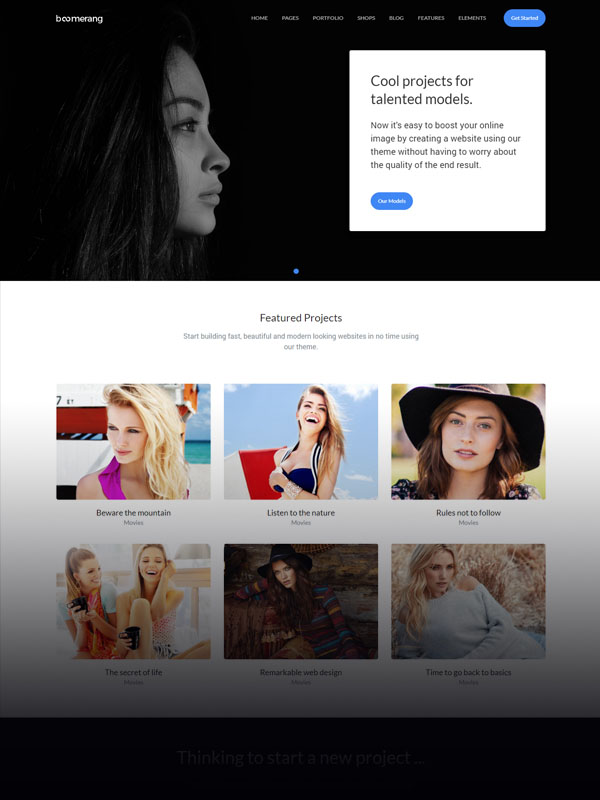 boomerang
HOME PAGES PORTFOLIO SHOPS BLOG FEATURES ELEMENTS Get Started
Cool projects for
talented models.
Now it's easy to boost your online
image by creating a website using our
theme without having to worry about
the quality of the end result.
Our Models
Featured Projects
Start building fast, beautiful and modern looking websites in no time using
our theme.
7 ET
Beware the mountain
Movies
Listen to the nature
Movies
Rules not to follow
Movies
The secret of life
Movies
Remarkable web design
Movies
Time to go back to basics
Movies
Thinking to start a new project ...